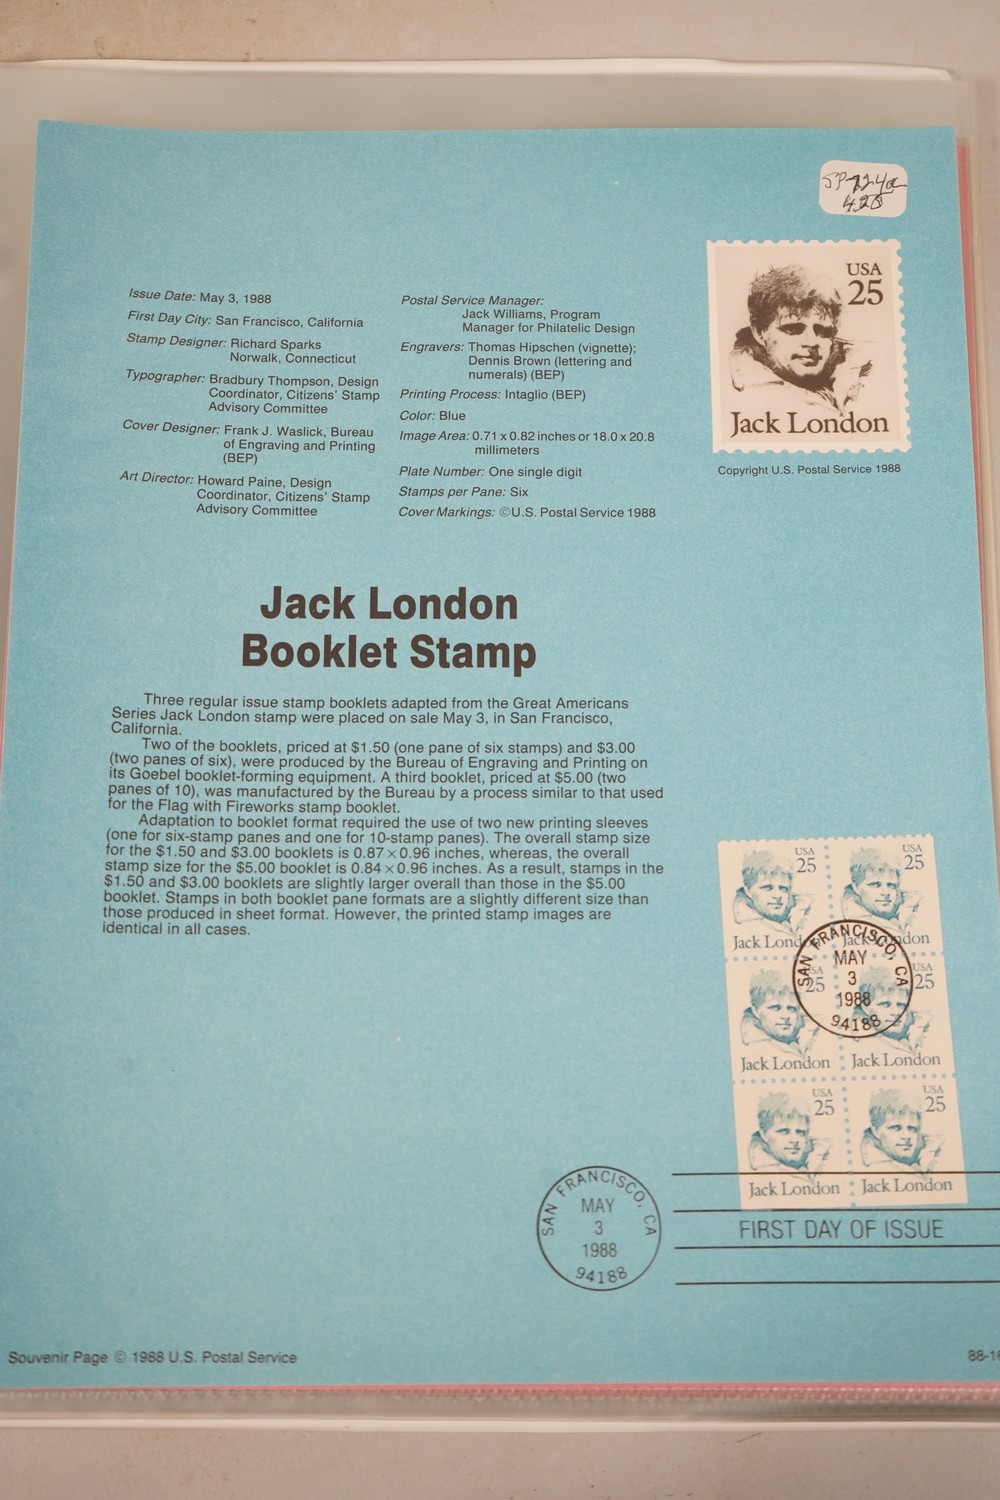 SP-724a
4.20
USA
25
Jack London
Copyright U.S. Postal Service 1988
Issue Date: May 3, 1988
First Day City: San Francisco, California
Stamp Designer: Richard Sparks
Norwalk, Connecticut
Typographer: Bradbury Thompson, Design
Coordinator, Citizens' Stamp
Advisory Committee
Cover Designer: Frank J. Waslick, Bureau
of Engraving and Printing
(BEP)
Art Director: Howard Paine, Design
Coordinator, Citizens' Stamp
Advisory Committee
Postal Service Manager:
Jack Williams, Program
Manager for Philatelic Design
Engravers: Thomas Hipschen (vignette);
Dennis Brown (lettering and
numerals) (BEP)
Printing Process: Intaglio (BEP)
Color: Blue
Image Area: 0.71 x 0.82 inches or 18.0 x 20.8
millimeters
Plate Number: One single digit
Stamps per Pane: Six
Cover Markings: ©U.S. Postal Service 1988
Jack London
Booklet Stamp
Three regular issue stamp booklets adapted from the Great Americans
Series Jack London stamp were placed on sale May 3, in San Francisco,
California.
Two of the booklets, priced at $1.50 (one pane of six stamps) and $3.00
(two panes of six), were produced by the Bureau of Engraving and Printing on
its Goebel booklet-forming equipment. A third booklet, priced at $5.00 (two
panes of 10), was manufactured by the Bureau by a process similar to that used
for the Flag with Fireworks stamp booklet.
Adaptation to booklet format required the use of two new printing sleeves
(one for six-stamp panes and one for 10-stamp panes). The overall stamp size
for the $1.50 and $3.00 booklets is 0.87 × 0.96 inches, whereas, the overall
stamp size for the $5.00 booklet is 0.84 × 0.96 inches. As a result, stamps in the
$1.50 and $3.00 booklets are slightly larger overall than those in the $5.00
booklet. Stamps in both booklet pane formats are a slightly different size than
those produced in sheet format. However, the printed stamp images are
identical in all cases.
USA
25
Jack London
USA
25
Jack London
USA
25
Jack London
USA
25
Jack London
USA
25
Jack London
USA
25
Jack London
SAN FRANCISCO, CA
MAY
3
1988
94188
SAN FRANCISCO, CA
MAY
3
1988
94188
FIRST DAY OF ISSUE
Souvenir Page © 1988 U.S. Postal Service